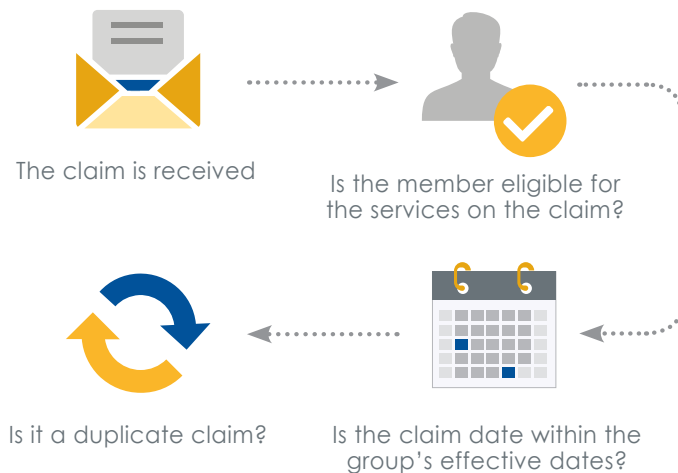 The claim is received
Is the member eligible for
the services on the claim?
Is the claim date within the
group’s effective dates?
Is it a duplicate claim?